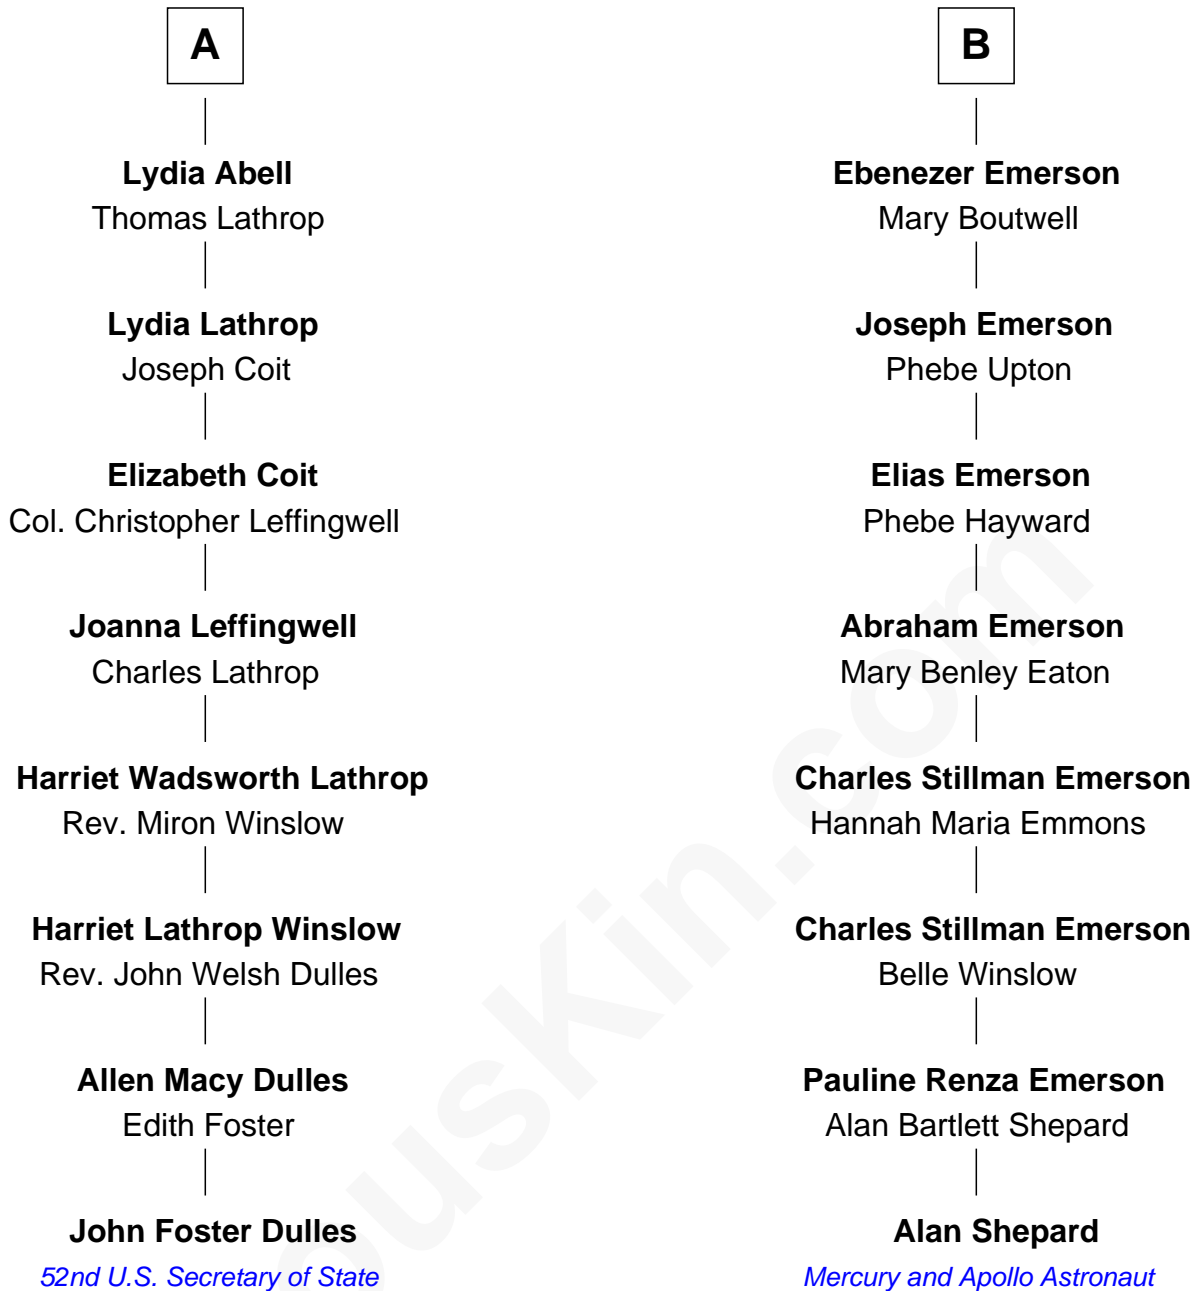 A
Lydia Abell
Thomas Lathrop
Lydia Lathrop
Joseph Coit
Elizabeth Coit
Col. Christopher Leffingwell
Joanna Leffingwell
Charles Lathrop
Harriet Wadsworth Lathrop
Rev. Miron Winslow
Harriet Lathrop Winslow
Rev. John Welsh Dulles
Allen Macy Dulles
Edith Foster
John Foster Dulles
52nd U.S. Secretary of State
B
Ebenezer Emerson
Mary Boutwell
Joseph Emerson
Phebe Upton
Elias Emerson
Phebe Hayward
Abraham Emerson
Mary Benley Eaton
Charles Stillman Emerson
Hannah Maria Emmons
Charles Stillman Emerson
Belle Winslow
Pauline Renza Emerson
Alan Bartlett Shepard
Alan Shepard
Mercury and Apollo Astronaut
ousKin.com